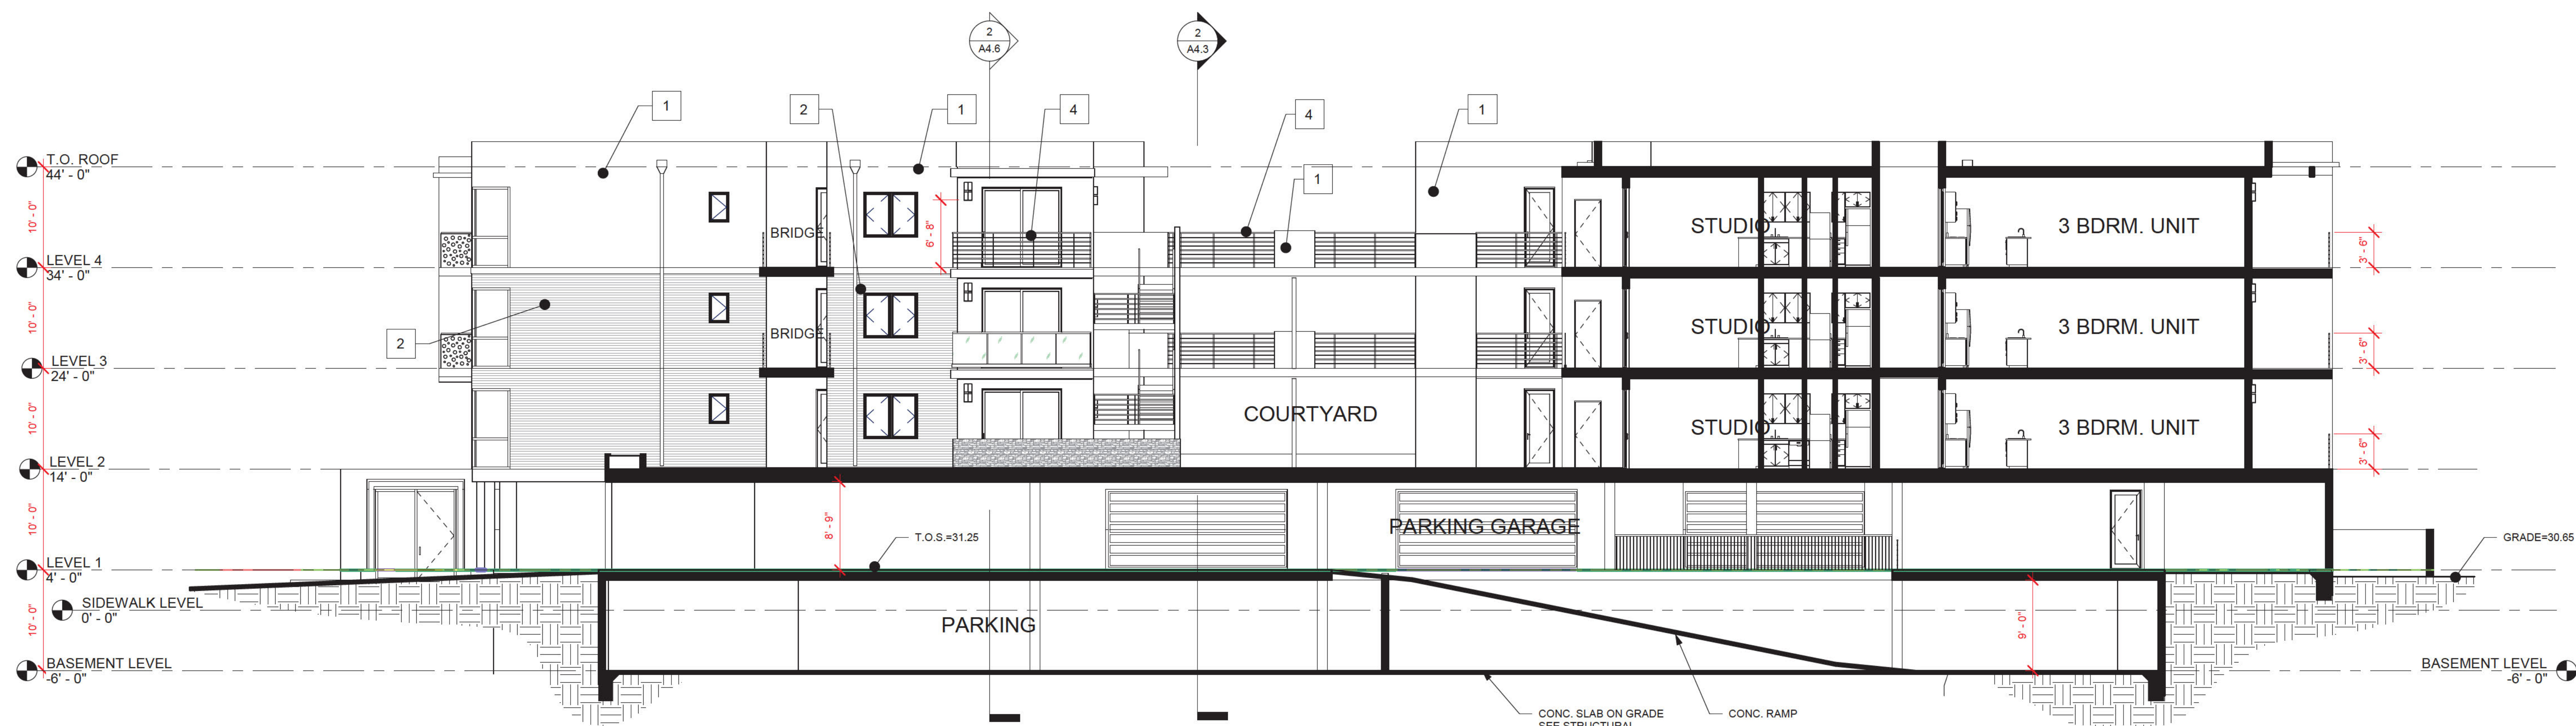 2
A4.6
2
A4.3
1
2
1
4
4
1
1
T.O. ROOF
44' - 0"
10' - 0"
6' - 8"
BRIDGE
STUDIO
3 BDRM. UNIT
3' - 6"
LEVEL 4
34' - 0"
10' - 0"
2
BRIDGE
STUDIO
3 BDRM. UNIT
3' - 6"
LEVEL 3
24' - 0"
10' - 0"
COURTYARD
STUDIO
3 BDRM. UNIT
3' - 6"
LEVEL 2
14' - 0"
10' - 0"
8' - 9"
T.O.S.=31.25
PARKING GARAGE
GRADE=30.65
LEVEL 1
4' - 0"
SIDEWALK LEVEL
0' - 0"
10' - 0"
PARKING
9' - 0"
BASEMENT LEVEL
-6' - 0"
BASEMENT LEVEL
-6' - 0"
CONC. SLAB ON GRADE
SEE STRUCTURAL
CONC. RAMP